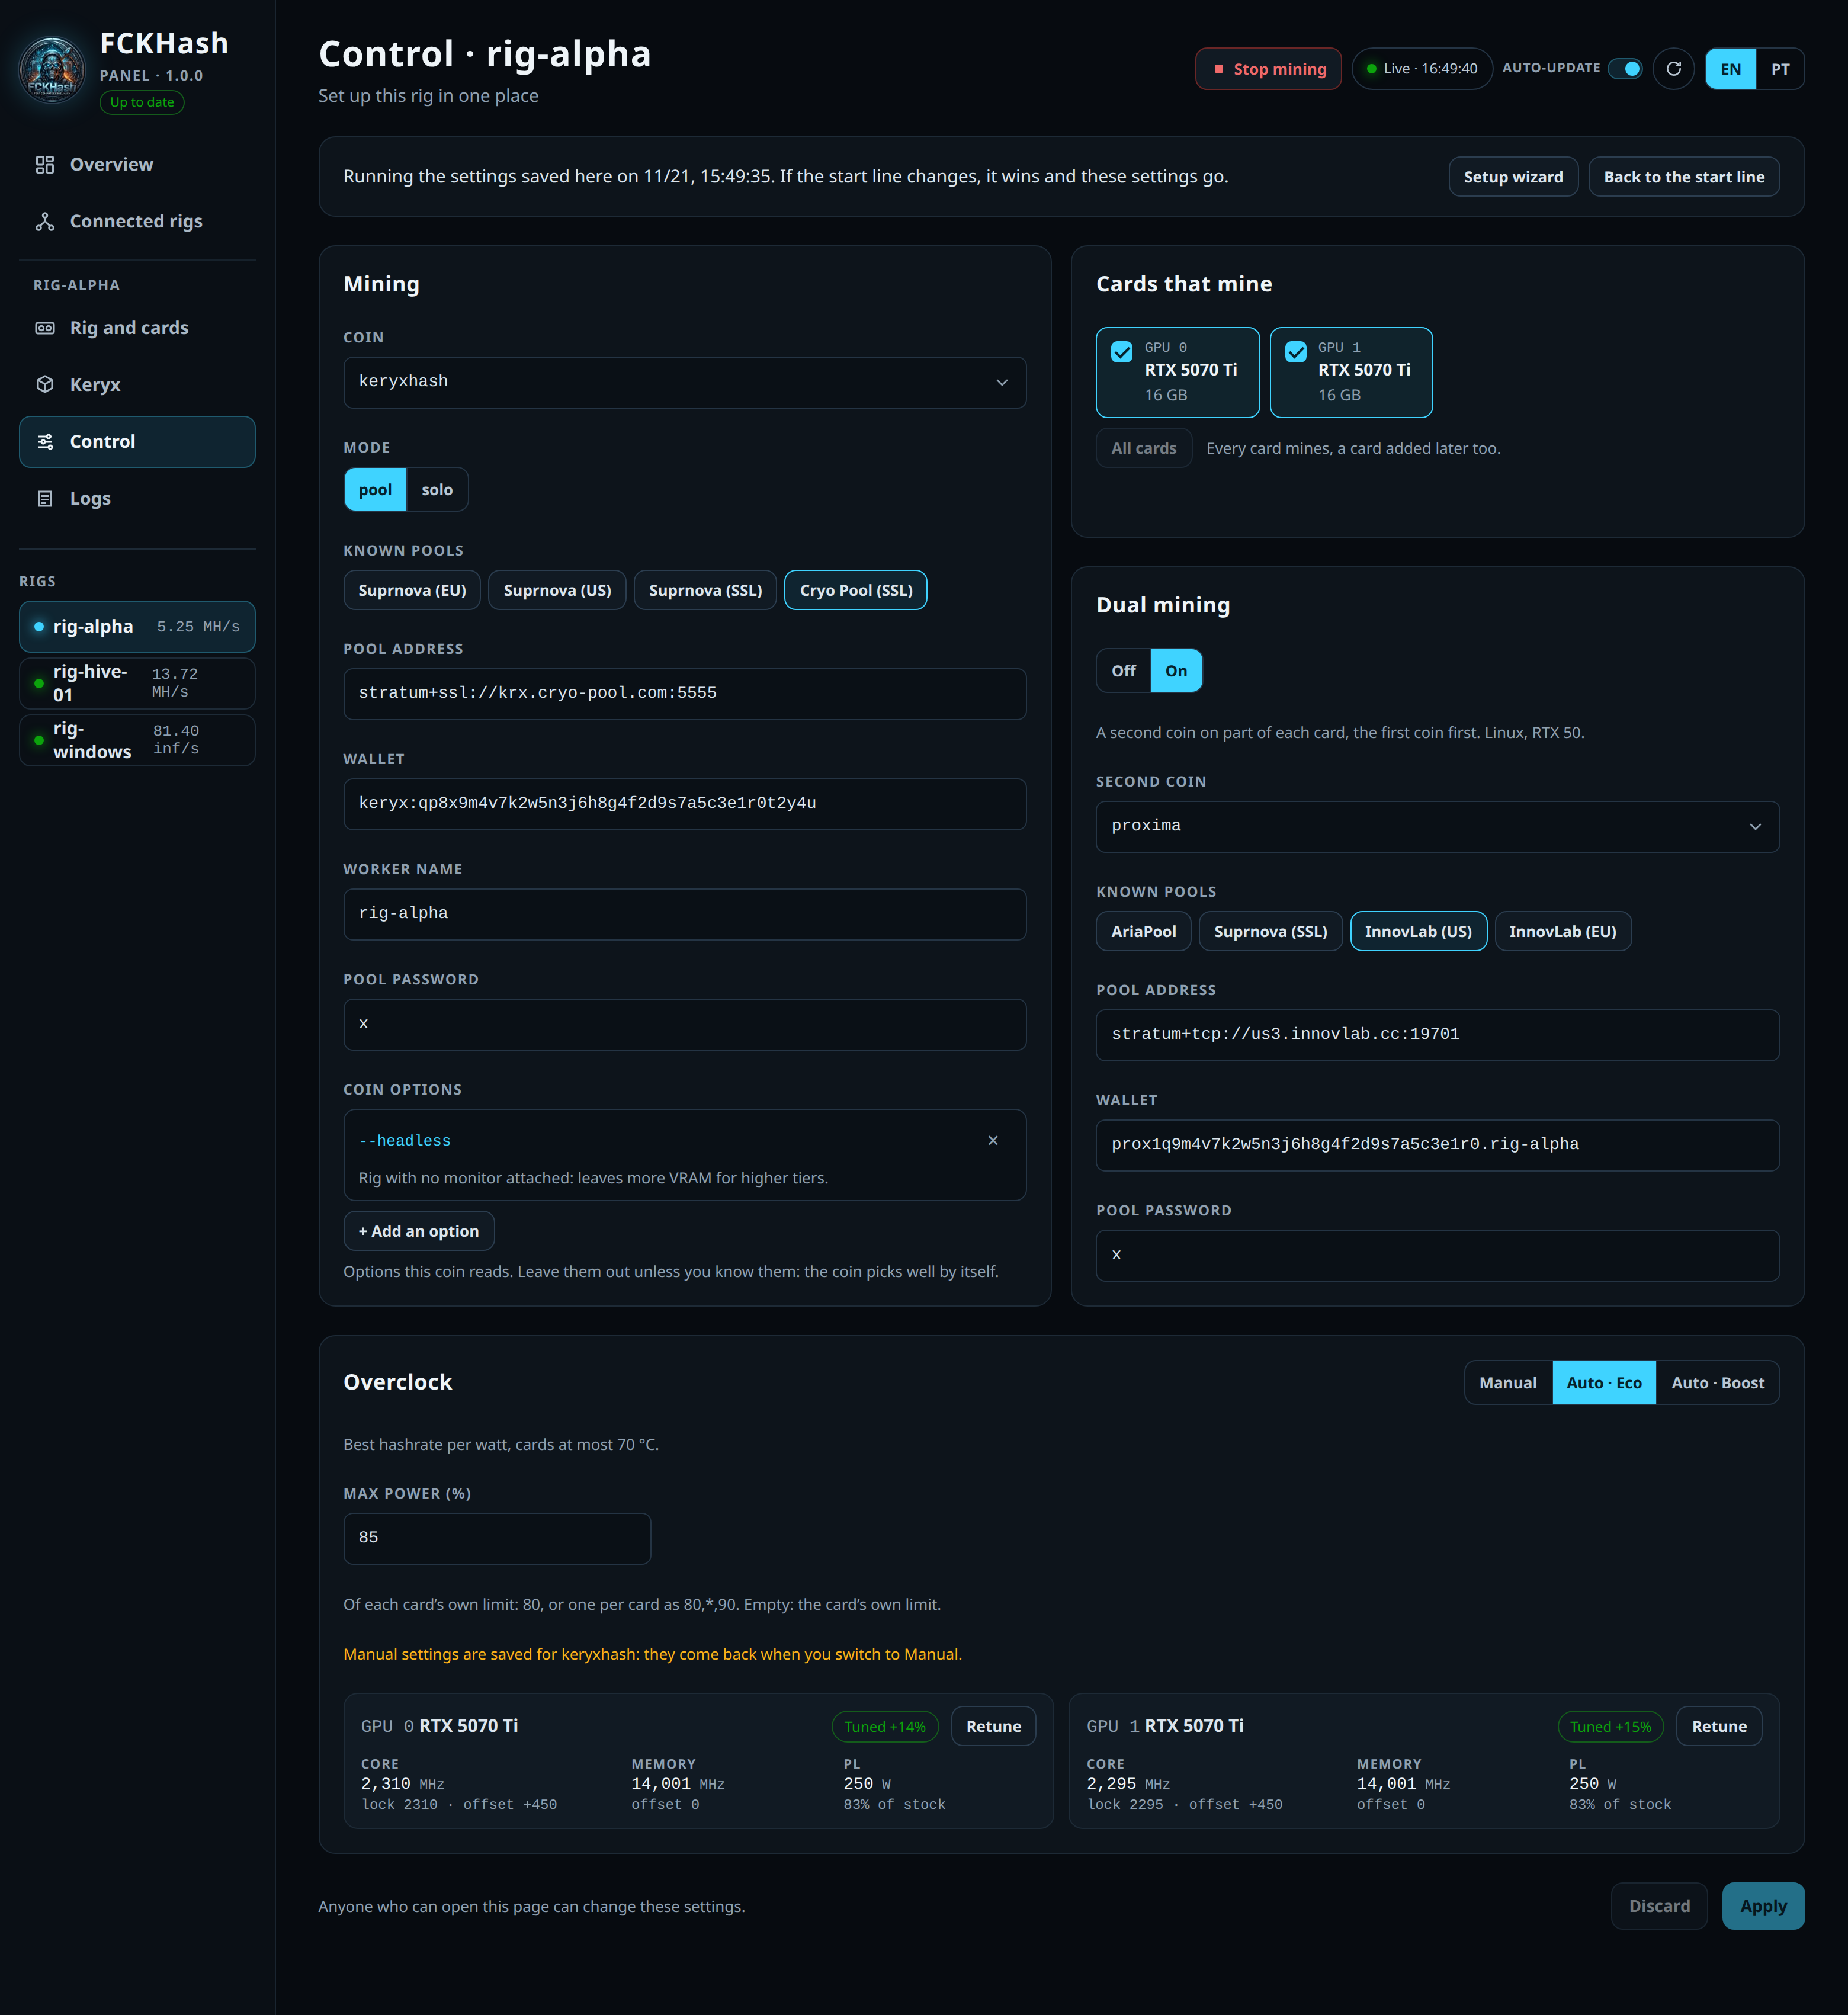 FCKHash
PANEL · 1.0.0
Up to date
FCKHash
Overview
Connected rigs
RIG-ALPHA
Rig and cards
Keryx
Control
Logs
RIGS
rig-alpha 5.25 MH/s
rig-hive-
01
13.72
MH/s
rig-
windows
81.40
inf/s
Control · rig-alpha
Set up this rig in one place
Stop mining
Live · 16:49:40
AUTO-UPDATE
EN PT
Running the settings saved here on 11/21, 15:49:35. If the start line changes, it wins and these settings go.
Setup wizard
Back to the start line
Mining
COIN
keryxhash
MODE
pool solo
KNOWN POOLS
Suprnova (EU) Suprnova (US) Suprnova (SSL) Cryo Pool (SSL)
POOL ADDRESS
stratum+ssl://krx.cryo-pool.com:5555
WALLET
keryx:qp8x9m4v7k2w5n3j6h8g4f2d9s7a5c3e1r0t2y4u
WORKER NAME
rig-alpha
POOL PASSWORD
x
COIN OPTIONS
--headless ✕
Rig with no monitor attached: leaves more VRAM for higher tiers.
+ Add an option
Options this coin reads. Leave them out unless you know them: the coin picks well by itself.
Cards that mine
GPU 0
RTX 5070 Ti
16 GB
GPU 1
RTX 5070 Ti
16 GB
All cards Every card mines, a card added later too.
Dual mining
Off On
A second coin on part of each card, the first coin first. Linux, RTX 50.
SECOND COIN
proxima
KNOWN POOLS
AriaPool Suprnova (SSL) InnovLab (US) InnovLab (EU)
POOL ADDRESS
stratum+tcp://us3.innovlab.cc:19701
WALLET
prox1q9m4v7k2w5n3j6h8g4f2d9s7a5c3e1r0.rig-alpha
POOL PASSWORD
x
Overclock
Manual Auto · Eco Auto · Boost
Best hashrate per watt, cards at most 70 °C.
MAX POWER (%)
85
Of each card’s own limit: 80, or one per card as 80,*,90. Empty: the card’s own limit.
Manual settings are saved for keryxhash: they come back when you switch to Manual.
GPU 0 RTX 5070 Ti Tuned +14% Retune
CORE MEMORY PL
2,310 MHz 14,001 MHz 250 W
lock 2310 · offset +450 offset 0 83% of stock
GPU 1 RTX 5070 Ti Tuned +15% Retune
CORE MEMORY PL
2,295 MHz 14,001 MHz 250 W
lock 2295 · offset +450 offset 0 83% of stock
Anyone who can open this page can change these settings.
Discard Apply